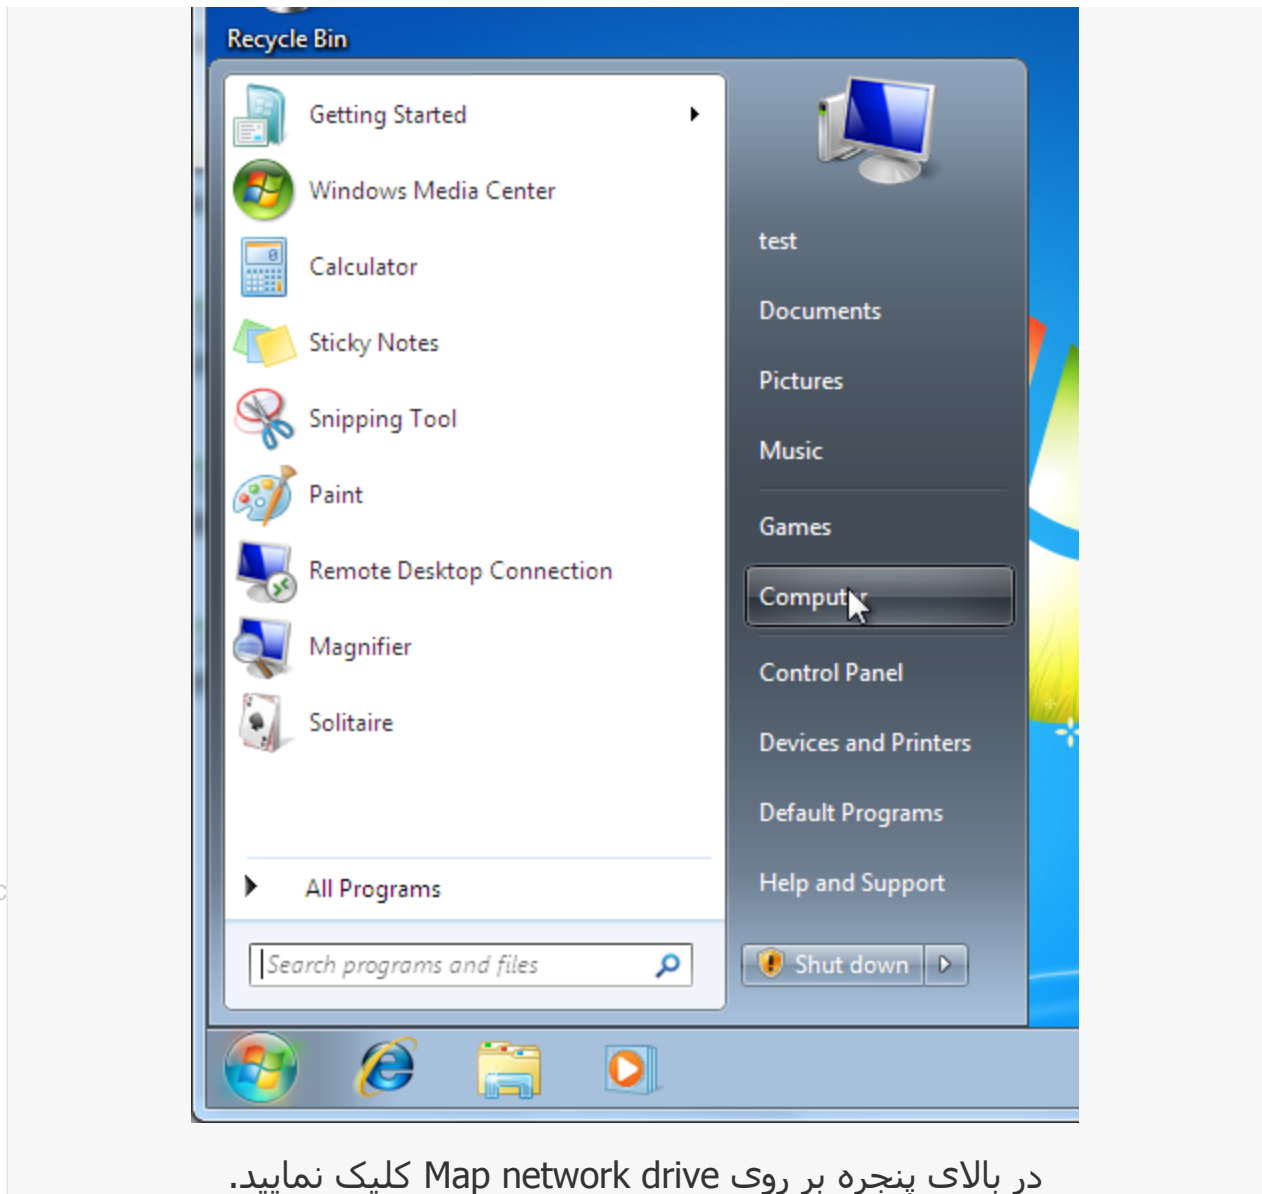 Recycle Bin
Getting Started
Windows Media Center
Calculator
Sticky Notes
Snipping Tool
Paint
Remote Desktop Connection
Magnifier
Solitaire
All Programs
Search programs and files
test
Documents
Pictures
Music
Games
Computer
Control Panel
Devices and Printers
Default Programs
Help and Support
Shut down
در بالای پنجره بر روی Map network drive کلیک نمایید.